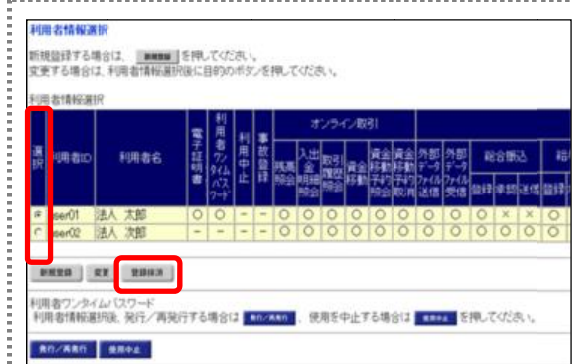 利用者情報選択
新規登録する場合は、 新規登録 を押してください。
変更する場合は、利用者情報選択後に目的のボタンを押してください。
利用者情報選択
選択 利用者ID 利用者名 電子証明書 利用者ワンタイムパスワード 利用中止 事故登録 オンライン取引 外部データファイル送信 外部データファイル受信 総合振込
残高照会 入出金明細照会 取引履歴照会 資金移動 資金移動予約照会 資金移動予約取消 登録 承認 送信 登録
user01 法人 太郎 ○ ○ - - ○ ○ ○ ○ ○ ○ ○ ○ ○ × × ○
user02 法人 次郎 - - - - ○ ○ ○ ○ ○ ○ ○ ○ ○ ○ ○ ○
新規登録 変更 登録抹消
利用者ワンタイムパスワード
利用者情報選択後、発行/再発行する場合は 発行/再発行 、使用を中止する場合は 使用中止 を押してください。
発行/再発行 使用中止